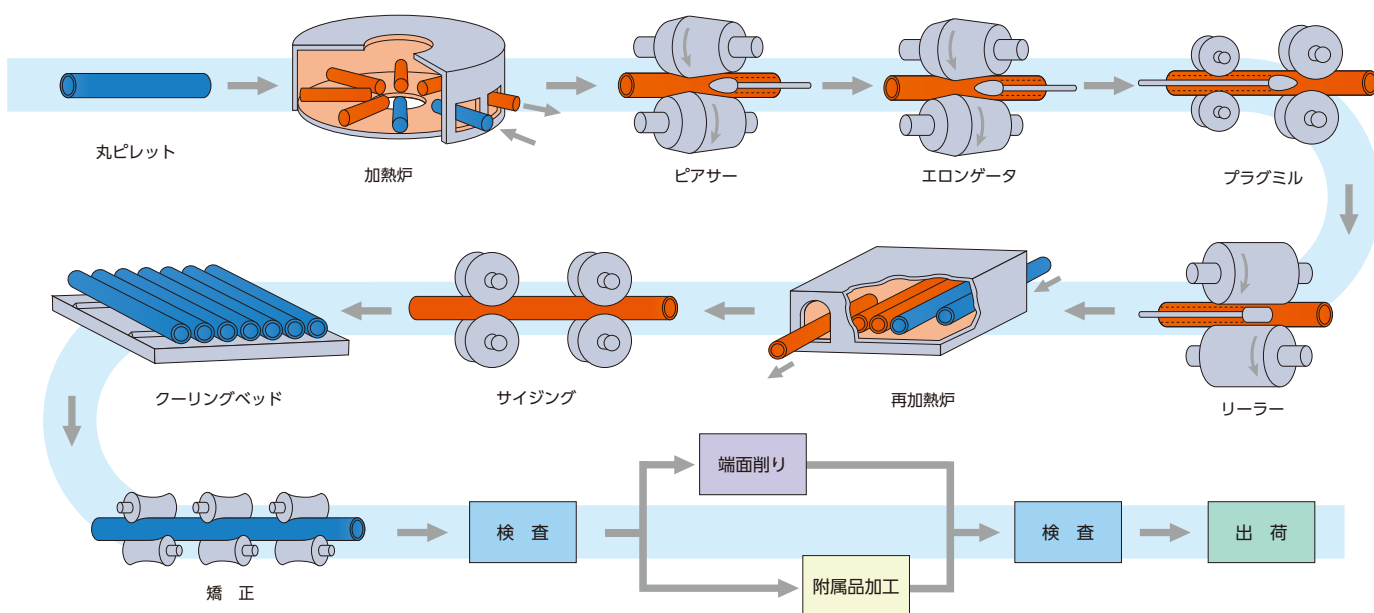 丸ピレット
加熱炉
ピアサー
エロンゲータ
プラグミル
クーリングベッド
サイジング
再加熱炉
リーラー
矯　正
検　査
端面削り
附属品加工
検　査
出　荷